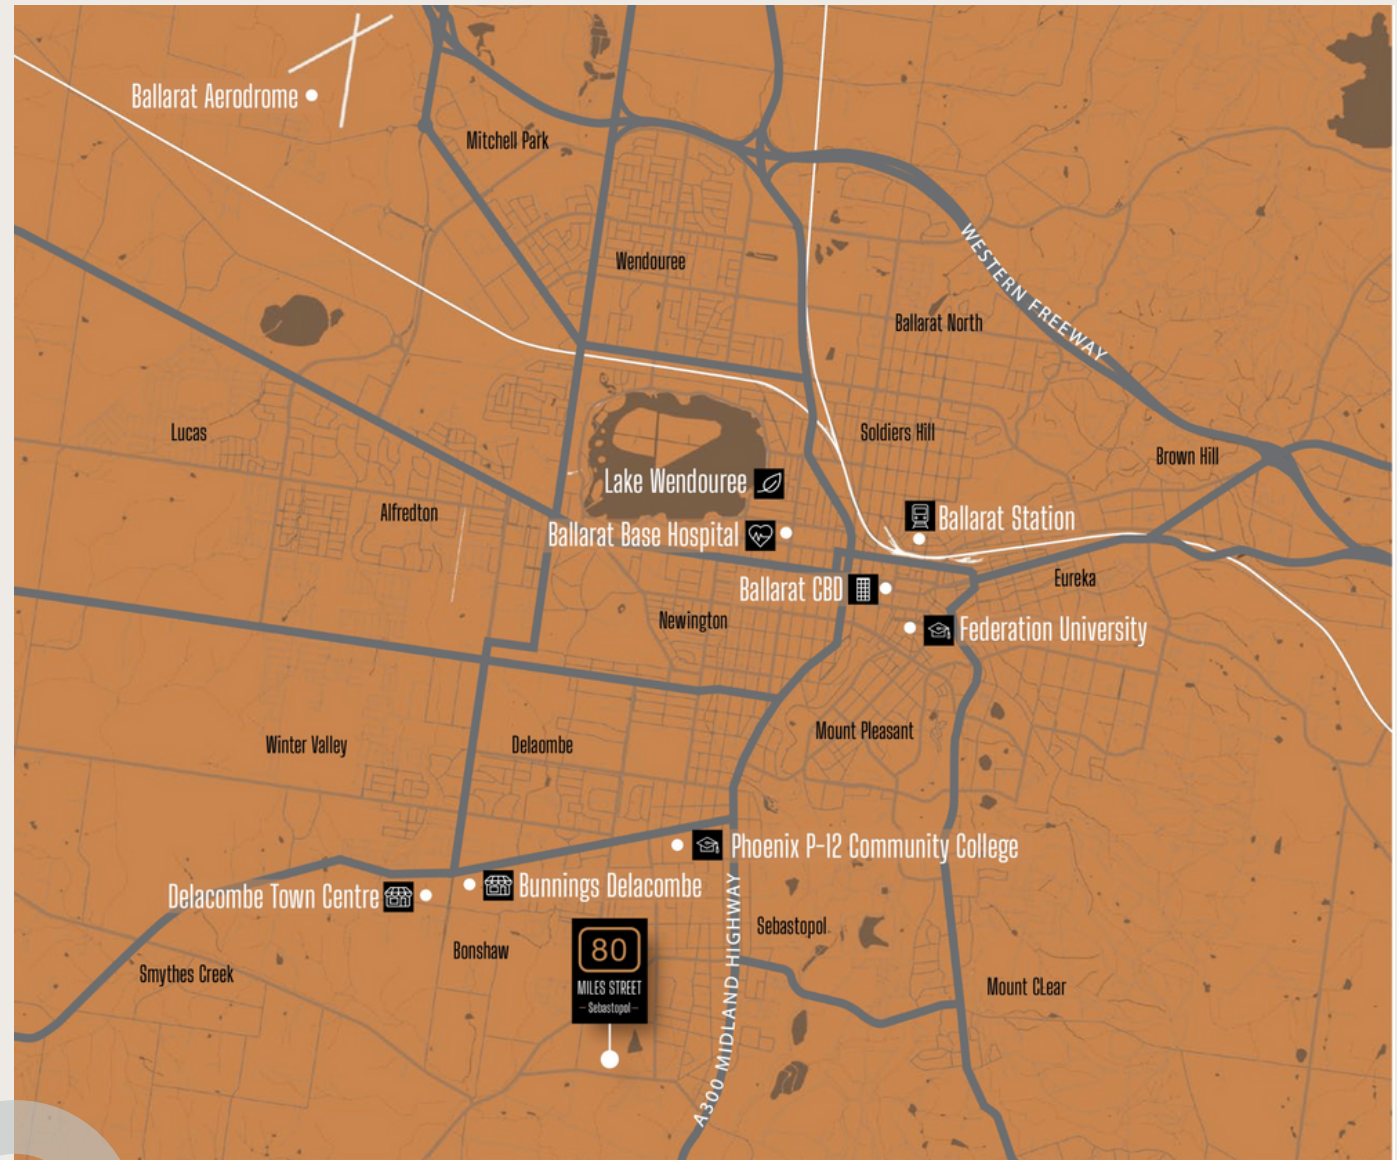 Ballarat Aerodrome
Mitchell Park
Wendouree
WESTERN FREEWAY
Ballarat North
Lucas
Soldiers Hill
Brown Hill
Lake Wendouree
Alfredton
Ballarat Station
Ballarat Base Hospital
Eureka
Ballarat CBD
Newington
Federation University
Mount Pleasant
Winter Valley
Delaombe
Phoenix P-12 Community College
Bunnings Delacombe
Delacombe Town Centre
A300 MIDLAND HIGHWAY
Sebastopol
Bonshaw
80
MILES STREET
– Sebastopol –
Smythes Creek
Mount CLear